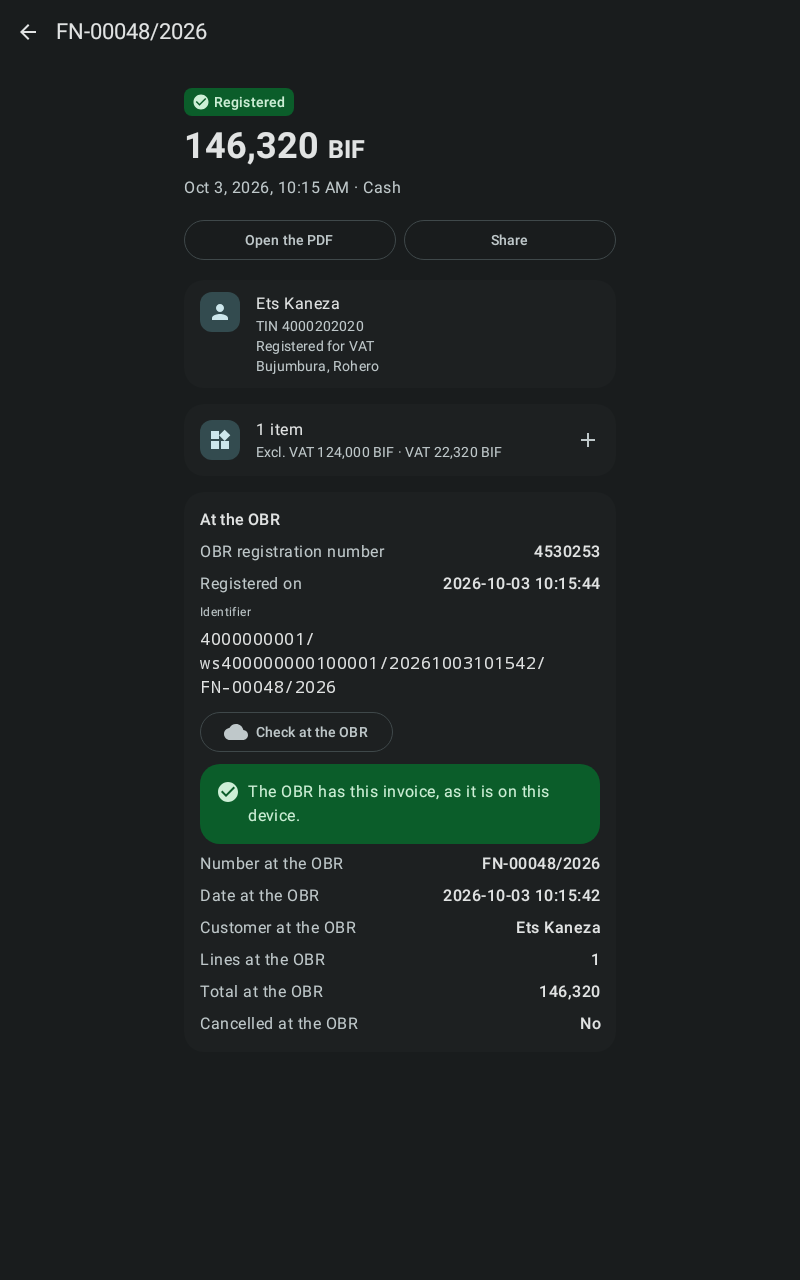 FN-00048/2026
Registered
146,320 BIF
Oct 3, 2026, 10:15 AM · Cash
Open the PDF
Share
Ets Kaneza
TIN 4000202020
Registered for VAT
Bujumbura, Rohero
1 item
Excl. VAT 124,000 BIF · VAT 22,320 BIF
At the OBR
OBR registration number 4530253
Registered on 2026-10-03 10:15:44
Identifier
4000000001/
ws400000000100001/20261003101542/
FN-00048/2026
Check at the OBR
The OBR has this invoice, as it is on this
device.
Number at the OBR FN-00048/2026
Date at the OBR 2026-10-03 10:15:42
Customer at the OBR Ets Kaneza
Lines at the OBR 1
Total at the OBR 146,320
Cancelled at the OBR No